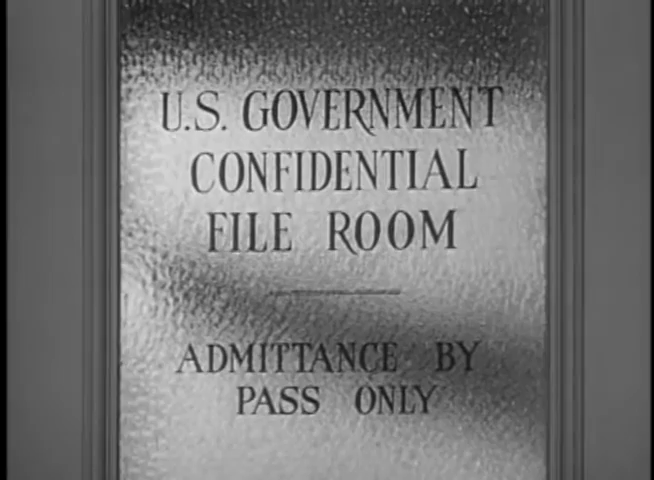 U.S. GOVERNMENT
CONFIDENTIAL
FILE ROOM
ADMITTANCE BY
PASS ONLY